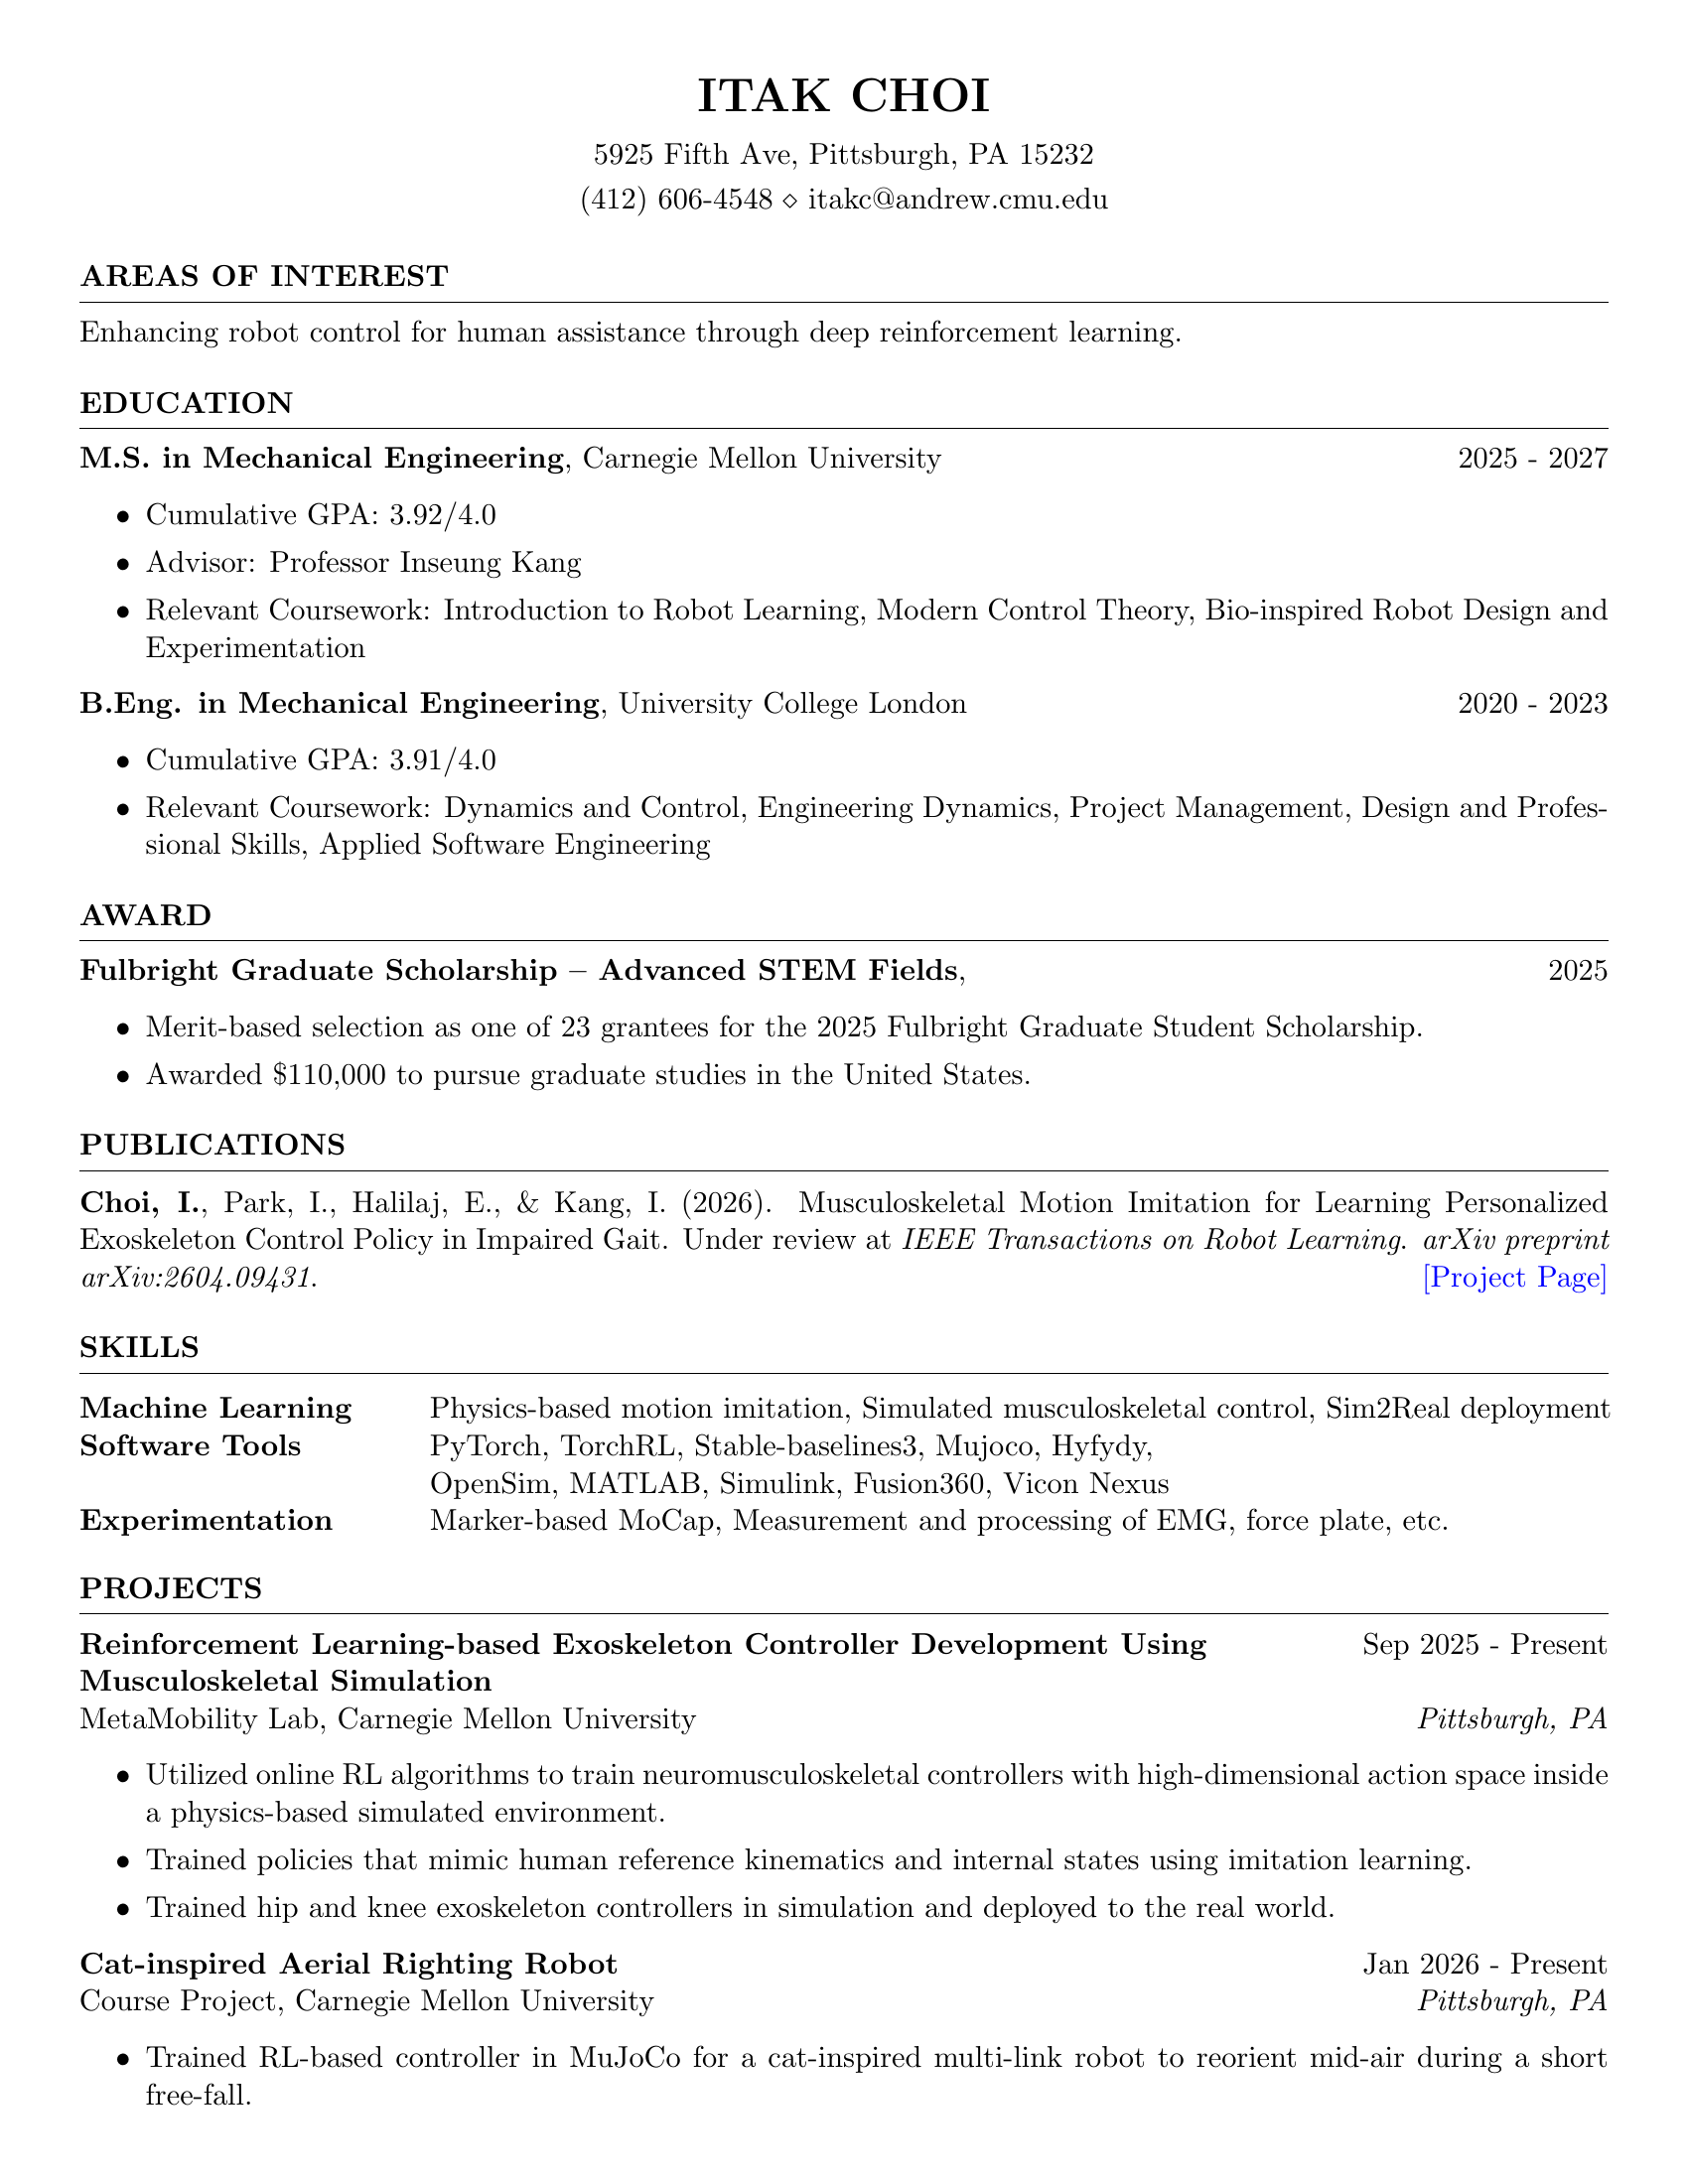 ITAK CHOI
5925 Fifth Ave, Pittsburgh, PA 15232
(412) 606-4548 ⋄ itakc@andrew.cmu.edu
AREAS OF INTEREST
Enhancing robot control for human assistance through deep reinforcement learning.
EDUCATION
M.S. in Mechanical Engineering, Carnegie Mellon University 2025 - 2027
• Cumulative GPA: 3.92/4.0
• Advisor: Professor Inseung Kang
• Relevant Coursework: Introduction to Robot Learning, Modern Control Theory, Bio-inspired Robot Design and
Experimentation
B.Eng. in Mechanical Engineering, University College London 2020 - 2023
• Cumulative GPA: 3.91/4.0
• Relevant Coursework: Dynamics and Control, Engineering Dynamics, Project Management, Design and Profes-
sional Skills, Applied Software Engineering
AWARD
Fulbright Graduate Scholarship – Advanced STEM Fields, 2025
• Merit-based selection as one of 23 grantees for the 2025 Fulbright Graduate Student Scholarship.
• Awarded $110,000 to pursue graduate studies in the United States.
PUBLICATIONS
Choi, I., Park, I., Halilaj, E., & Kang, I. (2026). Musculoskeletal Motion Imitation for Learning Personalized
Exoskeleton Control Policy in Impaired Gait. Under review at IEEE Transactions on Robot Learning. arXiv preprint
arXiv:2604.09431. [Project Page]
SKILLS
Machine Learning Physics-based motion imitation, Simulated musculoskeletal control, Sim2Real deployment
Software Tools PyTorch, TorchRL, Stable-baselines3, Mujoco, Hyfydy,
OpenSim, MATLAB, Simulink, Fusion360, Vicon Nexus
Experimentation Marker-based MoCap, Measurement and processing of EMG, force plate, etc.
PROJECTS
Reinforcement Learning-based Exoskeleton Controller Development Using Sep 2025 - Present
Musculoskeletal Simulation
MetaMobility Lab, Carnegie Mellon University Pittsburgh, PA
• Utilized online RL algorithms to train neuromusculoskeletal controllers with high-dimensional action space inside
a physics-based simulated environment.
• Trained policies that mimic human reference kinematics and internal states using imitation learning.
• Trained hip and knee exoskeleton controllers in simulation and deployed to the real world.
Cat-inspired Aerial Righting Robot Jan 2026 - Present
Course Project, Carnegie Mellon University Pittsburgh, PA
• Trained RL-based controller in MuJoCo for a cat-inspired multi-link robot to reorient mid-air during a short
free-fall.